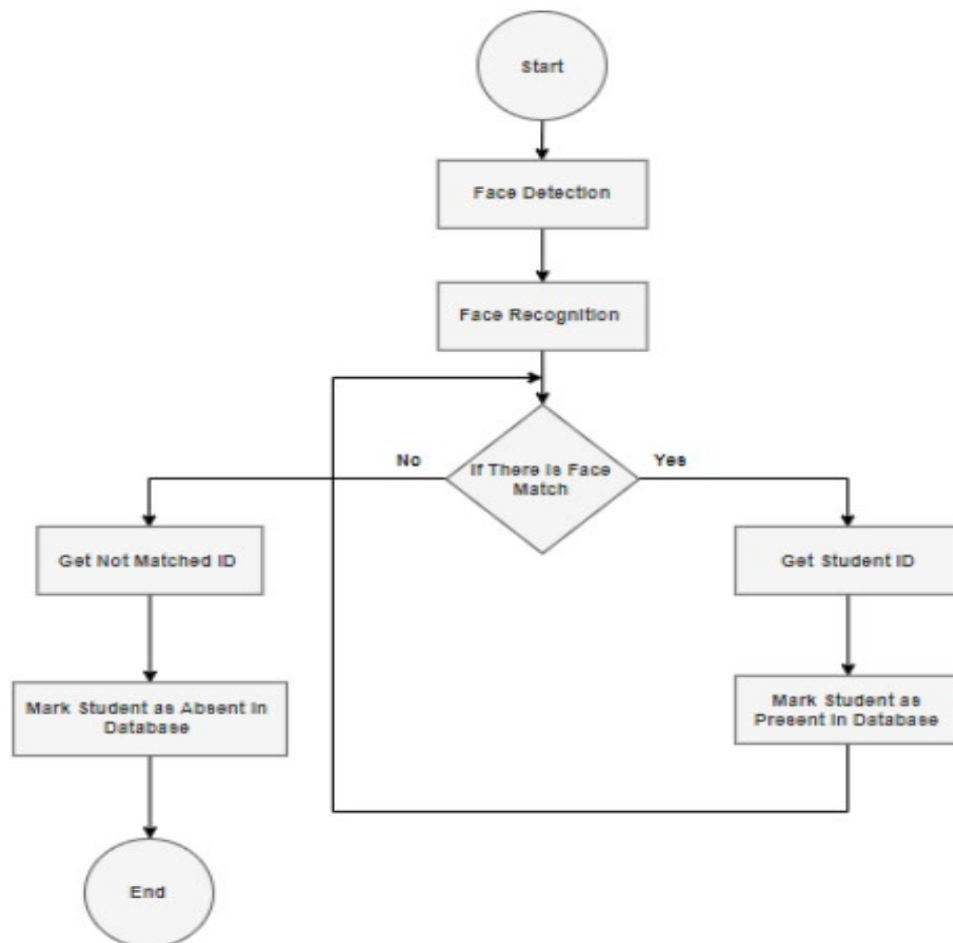 Start
Face Detection
Face Recognition
No
If There Is Face
Match
Yes
Get Not Matched ID
Get Student ID
Mark Student as Absent In
Database
Mark Student as
Present In Database
End